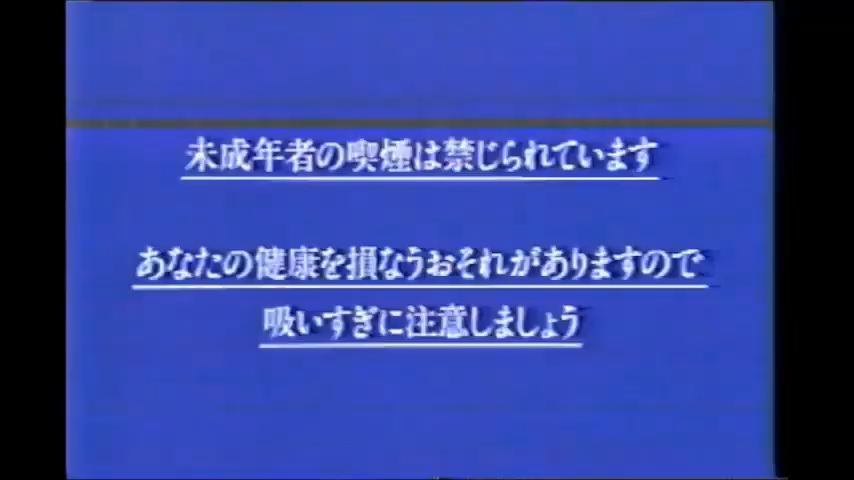 未成年者の喫煙は禁じられています
あなたの健康を損なうおそれがありますので
吸いすぎに注意しましょう